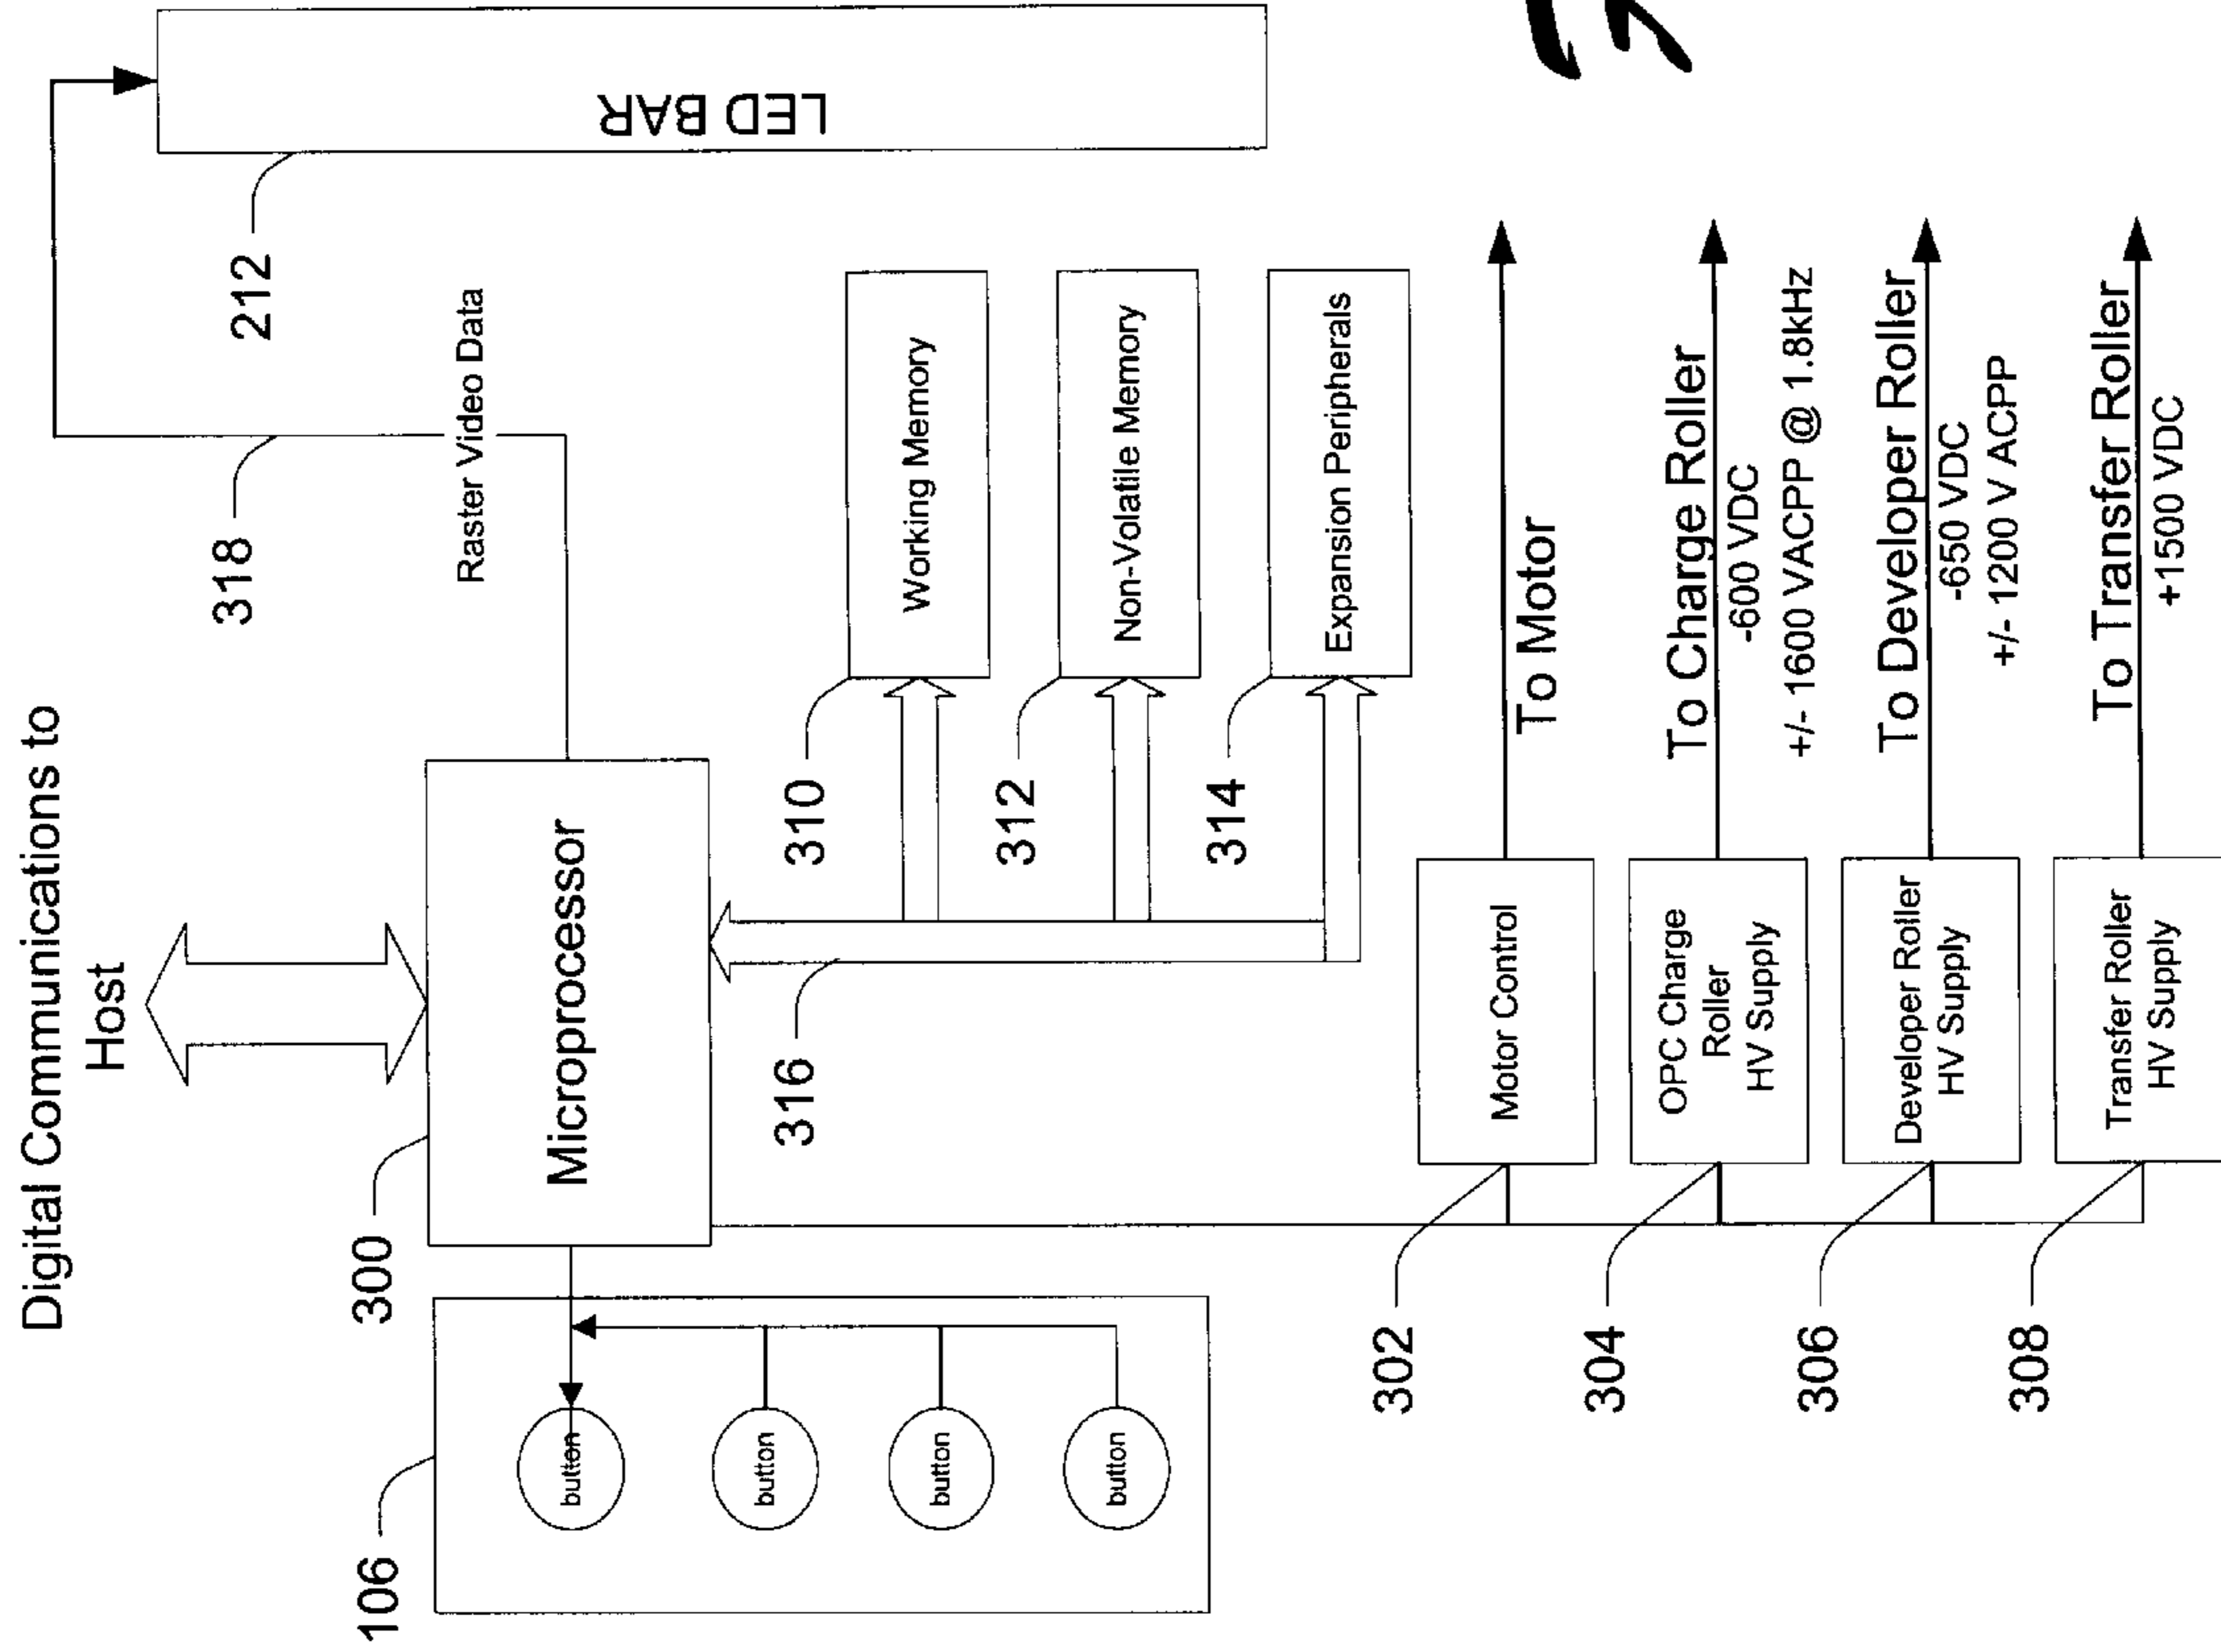 Digital Communications to
Host
300
Microprocessor
318
Raster Video Data
212
LED BAR
106
button
button
button
button
316
310
Working Memory
312
Non-Volatile Memory
314
Expansion Peripherals
302
Motor Control
To Motor
304
OPC Charge
Roller
HV Supply
To Charge Roller
-600 VDC
+/- 1600 VACPP @ 1.8kHz
306
Developer Roller
HV Supply
To Developer Roller
-650 VDC
+/- 1200 V ACPP
308
Transfer Roller
HV Supply
To Transfer Roller
+1500 VDC